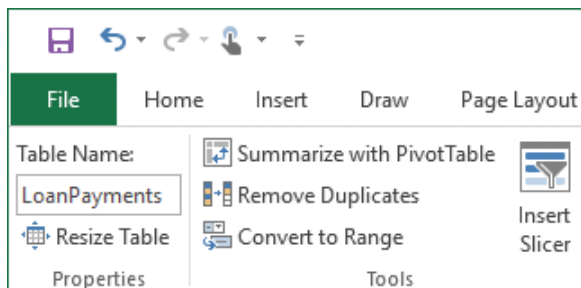 File Home Insert Draw Page Layout
Table Name:
LoanPayments
Resize Table
Properties
Summarize with PivotTable
Remove Duplicates
Convert to Range
Insert
Slicer
Tools